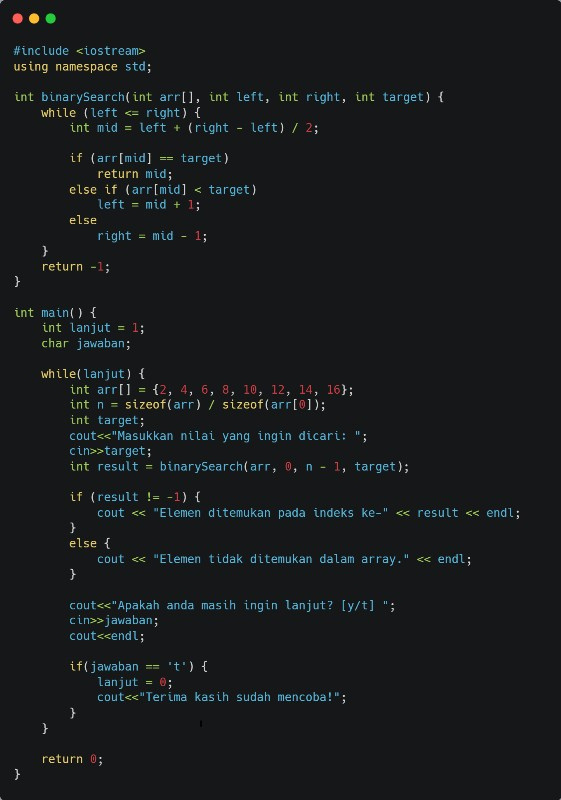 #include <iostream>
using namespace std;

int binarySearch(int arr[], int left, int right, int target) {
    while (left <= right) {
        int mid = left + (right - left) / 2;

        if (arr[mid] == target)
            return mid;
        else if (arr[mid] < target)
            left = mid + 1;
        else
            right = mid - 1;
    }
    return -1;
}

int main() {
    int lanjut = 1;
    char jawaban;

    while(lanjut) {
        int arr[] = {2, 4, 6, 8, 10, 12, 14, 16};
        int n = sizeof(arr) / sizeof(arr[0]);
        int target;
        cout<<"Masukkan nilai yang ingin dicari: ";
        cin>>target;
        int result = binarySearch(arr, 0, n - 1, target);

        if (result != -1) {
            cout << "Elemen ditemukan pada indeks ke-" << result << endl;
        }
        else {
            cout << "Elemen tidak ditemukan dalam array." << endl;
        }

        cout<<"Apakah anda masih ingin lanjut? [y/t] ";
        cin>>jawaban;
        cout<<endl;

        if(jawaban == 't') {
            lanjut = 0;
            cout<<"Terima kasih sudah mencoba!";
        }
    }

    return 0;
}